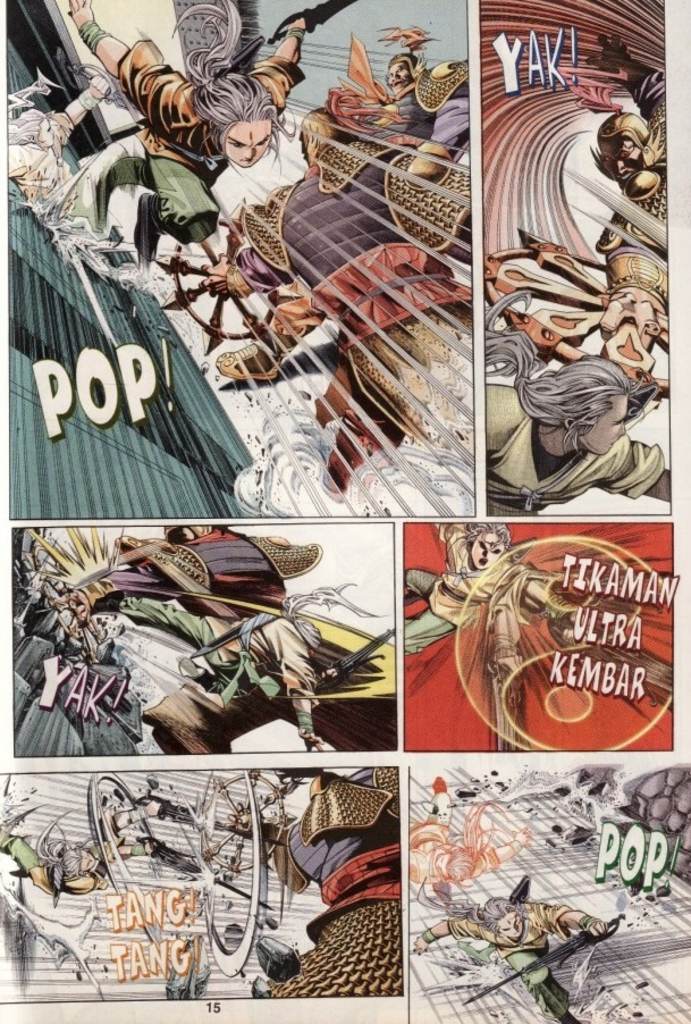 POP!
YAK!
YAK!
TIKAMAN
ULTRA
KEMBAR
TANG!
TANG!
POP!
15